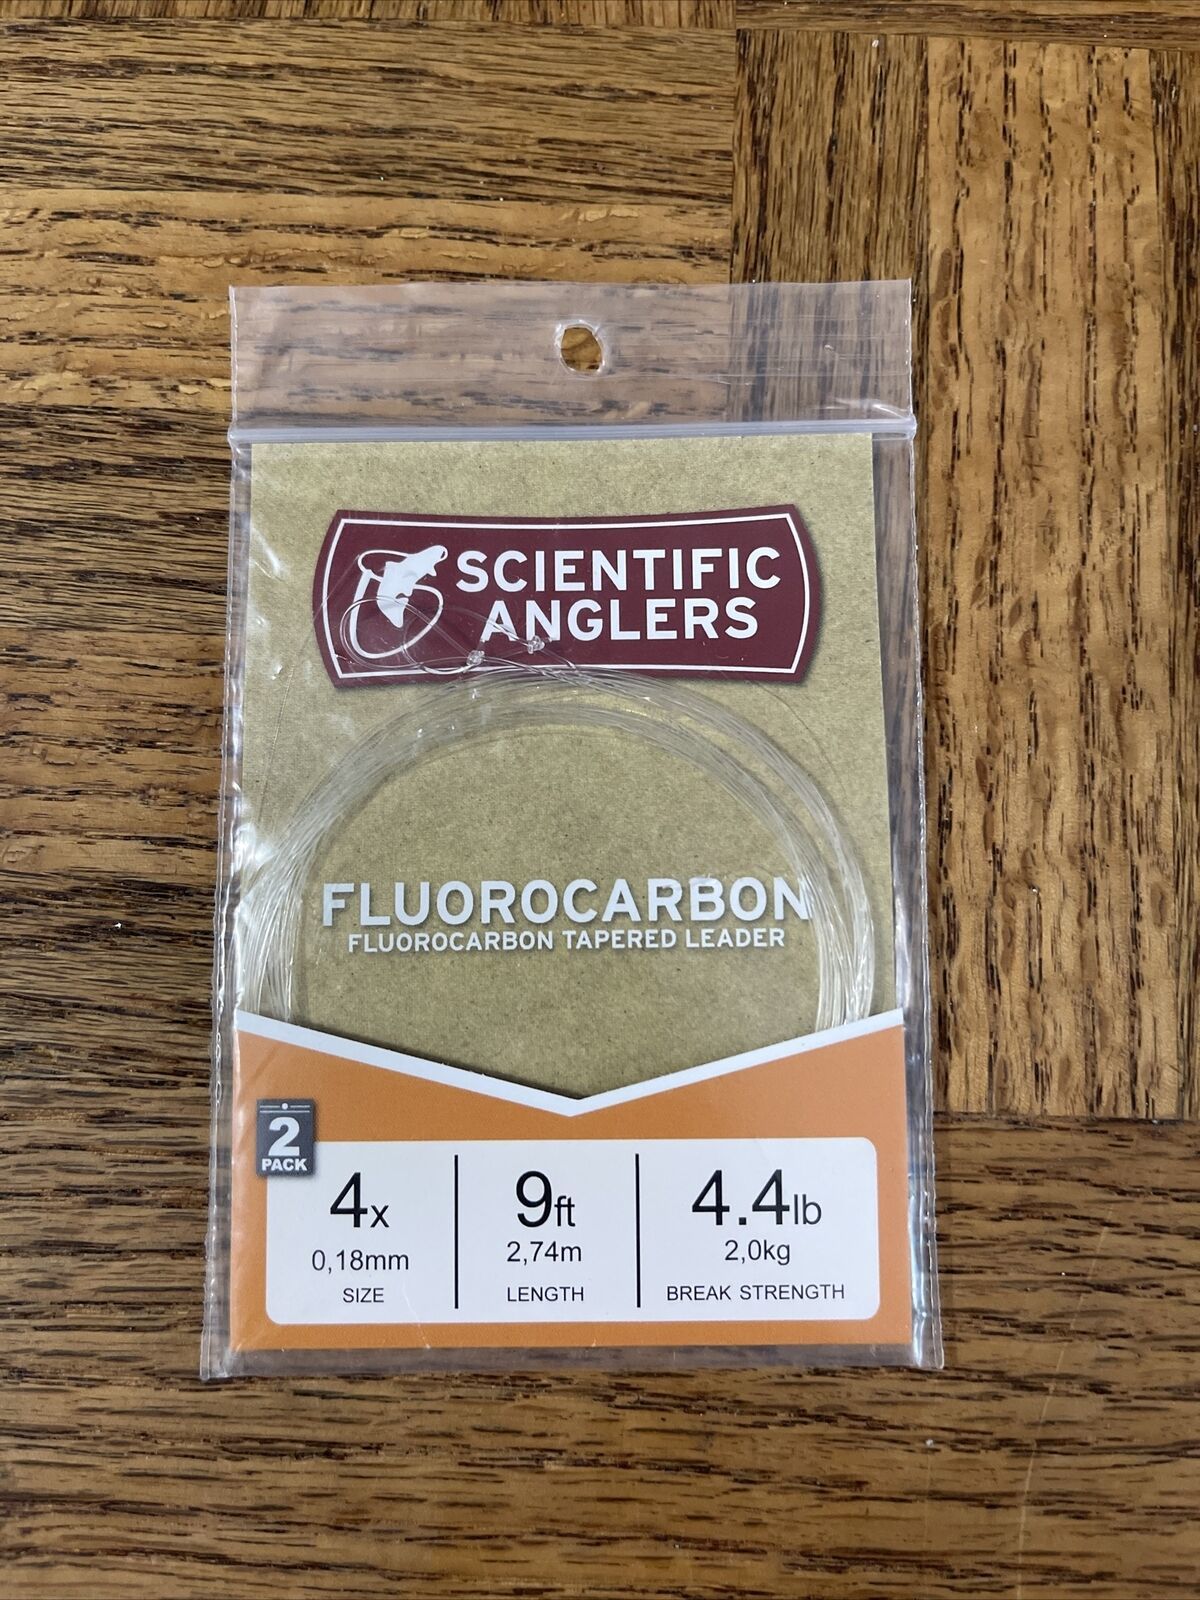 SCIENTIFIC
ANGLERS
FLUOROCARBON
FLUOROCARBON TAPERED LEADER
2
PACK
4x
0,18mm
SIZE
9ft
2,74m
LENGTH
4.4lb
2,0kg
BREAK STRENGTH